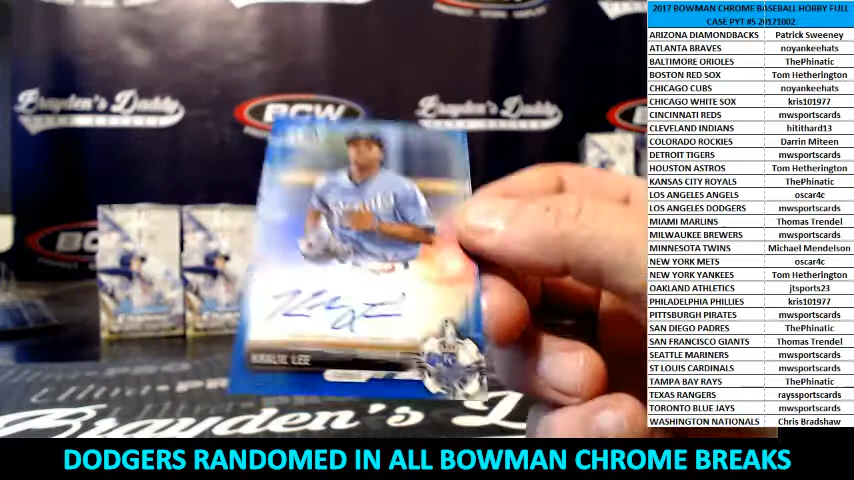 2017 BOWMAN CHROME BASEBALL HOBBY FULL
CASE PYT #5 20171002
ARIZONA DIAMONDBACKS Patrick Sweeney
ATLANTA BRAVES noyankeehats
BALTIMORE ORIOLES ThePhinatic
BOSTON RED SOX Tom Hetherington
CHICAGO CUBS noyankeehats
CHICAGO WHITE SOX kris101977
CINCINNATI REDS mwsportscards
CLEVELAND INDIANS hitithard13
COLORADO ROCKIES Darrin Miteen
DETROIT TIGERS mwsportscards
HOUSTON ASTROS Tom Hetherington
KANSAS CITY ROYALS ThePhinatic
LOS ANGELES ANGELS oscar4c
LOS ANGELES DODGERS mwsportscards
MIAMI MARLINS Thomas Trendel
MILWAUKEE BREWERS mwsportscards
MINNESOTA TWINS Michael Mendelson
NEW YORK METS oscar4c
NEW YORK YANKEES Tom Hetherington
OAKLAND ATHLETICS jtsports23
PHILADELPHIA PHILLIES kris101977
PITTSBURGH PIRATES mwsportscards
SAN DIEGO PADRES ThePhinatic
SAN FRANCISCO GIANTS Thomas Trendel
SEATTLE MARINERS mwsportscards
ST LOUIS CARDINALS mwsportscards
TAMPA BAY RAYS ThePhinatic
TEXAS RANGERS rayssportscards
TORONTO BLUE JAYS mwsportscards
WASHINGTON NATIONALS Chris Bradshaw
Brayden's Daddy
BCW
Brayden's Daddy
BCW
KHALIL LEE
Brayden's D
DODGERS RANDOMED IN ALL BOWMAN CHROME BREAKS